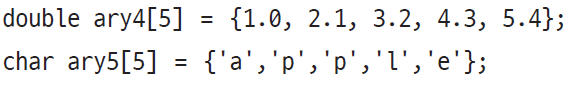 double ary4[5] = {1.0, 2.1, 3.2, 4.3, 5.4};
char ary5[5] = {'a','p','p','l','e'};